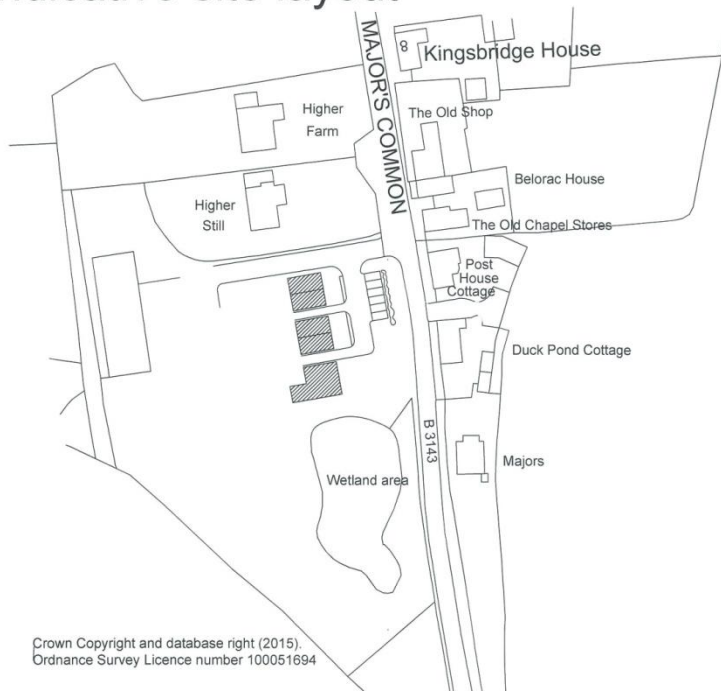 site layout
MAJOR'S COMMON
8
Kingsbridge House
Higher
Farm
The Old Shop
Higher
Still
Belorac House
The Old Chapel Stores
Post
House
Cottage
Duck Pond Cottage
B 3143
Majors
Wetland area
Crown Copyright and database right (2015).
Ordnance Survey Licence number 100051694